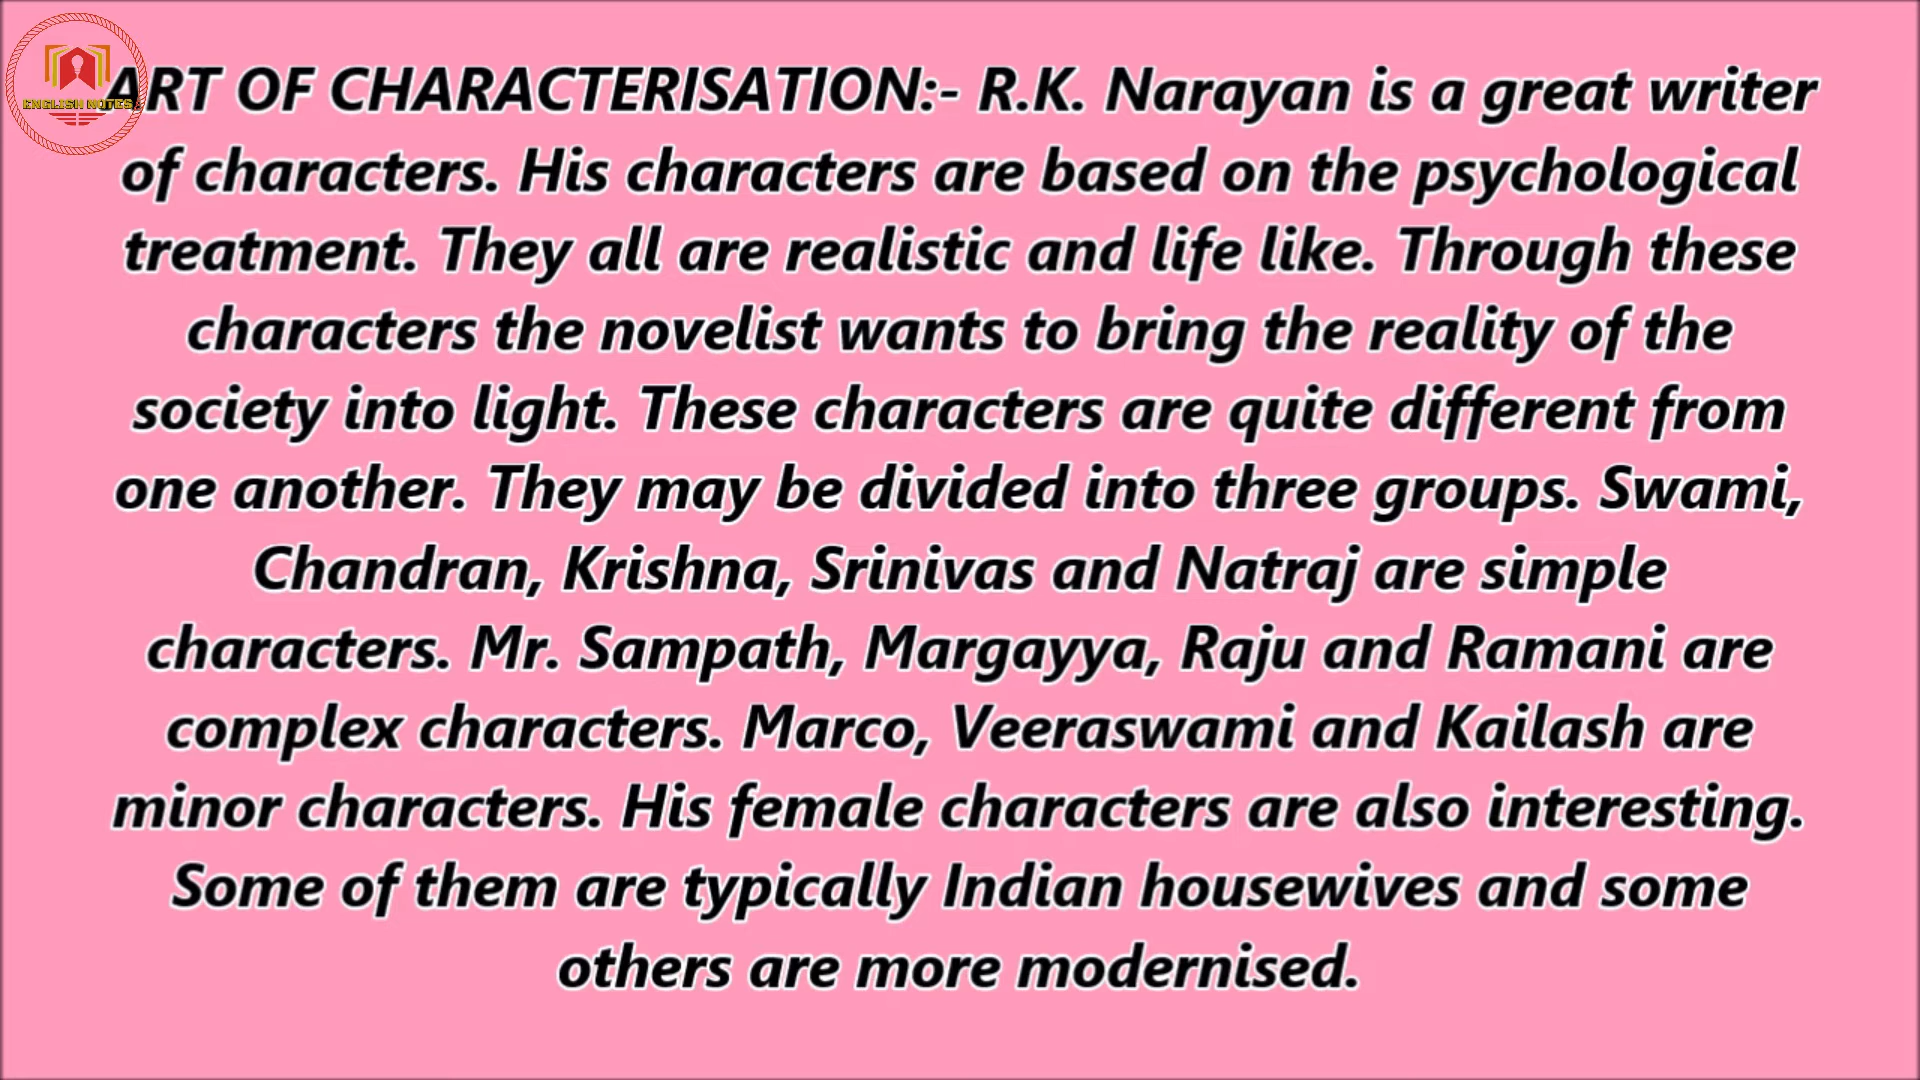 ENGLISH NOTES
ART OF CHARACTERISATION:- R.K. Narayan is a great writer
of characters. His characters are based on the psychological
treatment. They all are realistic and life like. Through these
characters the novelist wants to bring the reality of the
society into light. These characters are quite different from
one another. They may be divided into three groups. Swami,
Chandran, Krishna, Srinivas and Natraj are simple
characters. Mr. Sampath, Margayya, Raju and Ramani are
complex characters. Marco, Veeraswami and Kailash are
minor characters. His female characters are also interesting.
Some of them are typically Indian housewives and some
others are more modernised.